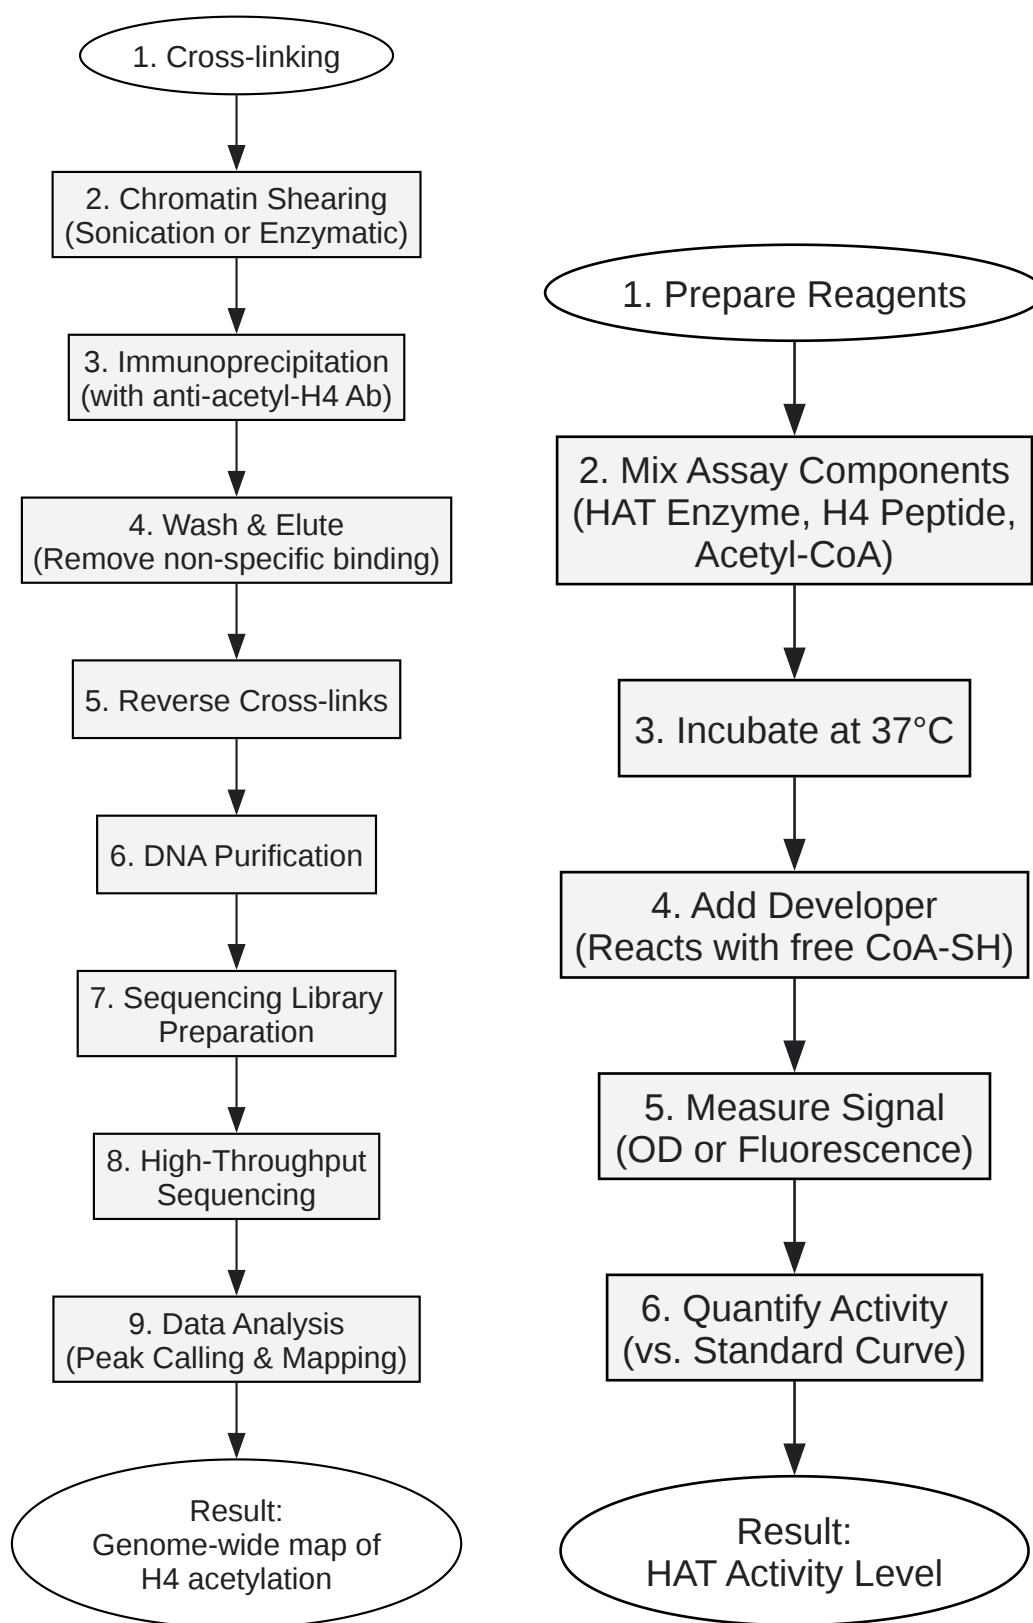 1. Cross-linking
2. Chromatin Shearing
(Sonication or Enzymatic)
3. Immunoprecipitation
(with anti-acetyl-H4 Ab)
4. Wash & Elute
(Remove non-specific binding)
5. Reverse Cross-links
6. DNA Purification
7. Sequencing Library
Preparation
8. High-Throughput
Sequencing
9. Data Analysis
(Peak Calling & Mapping)
Result:
Genome-wide map of
H4 acetylation
1. Prepare Reagents
2. Mix Assay Components
(HAT Enzyme, H4 Peptide,
Acetyl-CoA)
3. Incubate at 37°C
4. Add Developer
(Reacts with free CoA-SH)
5. Measure Signal
(OD or Fluorescence)
6. Quantify Activity
(vs. Standard Curve)
Result:
HAT Activity Level